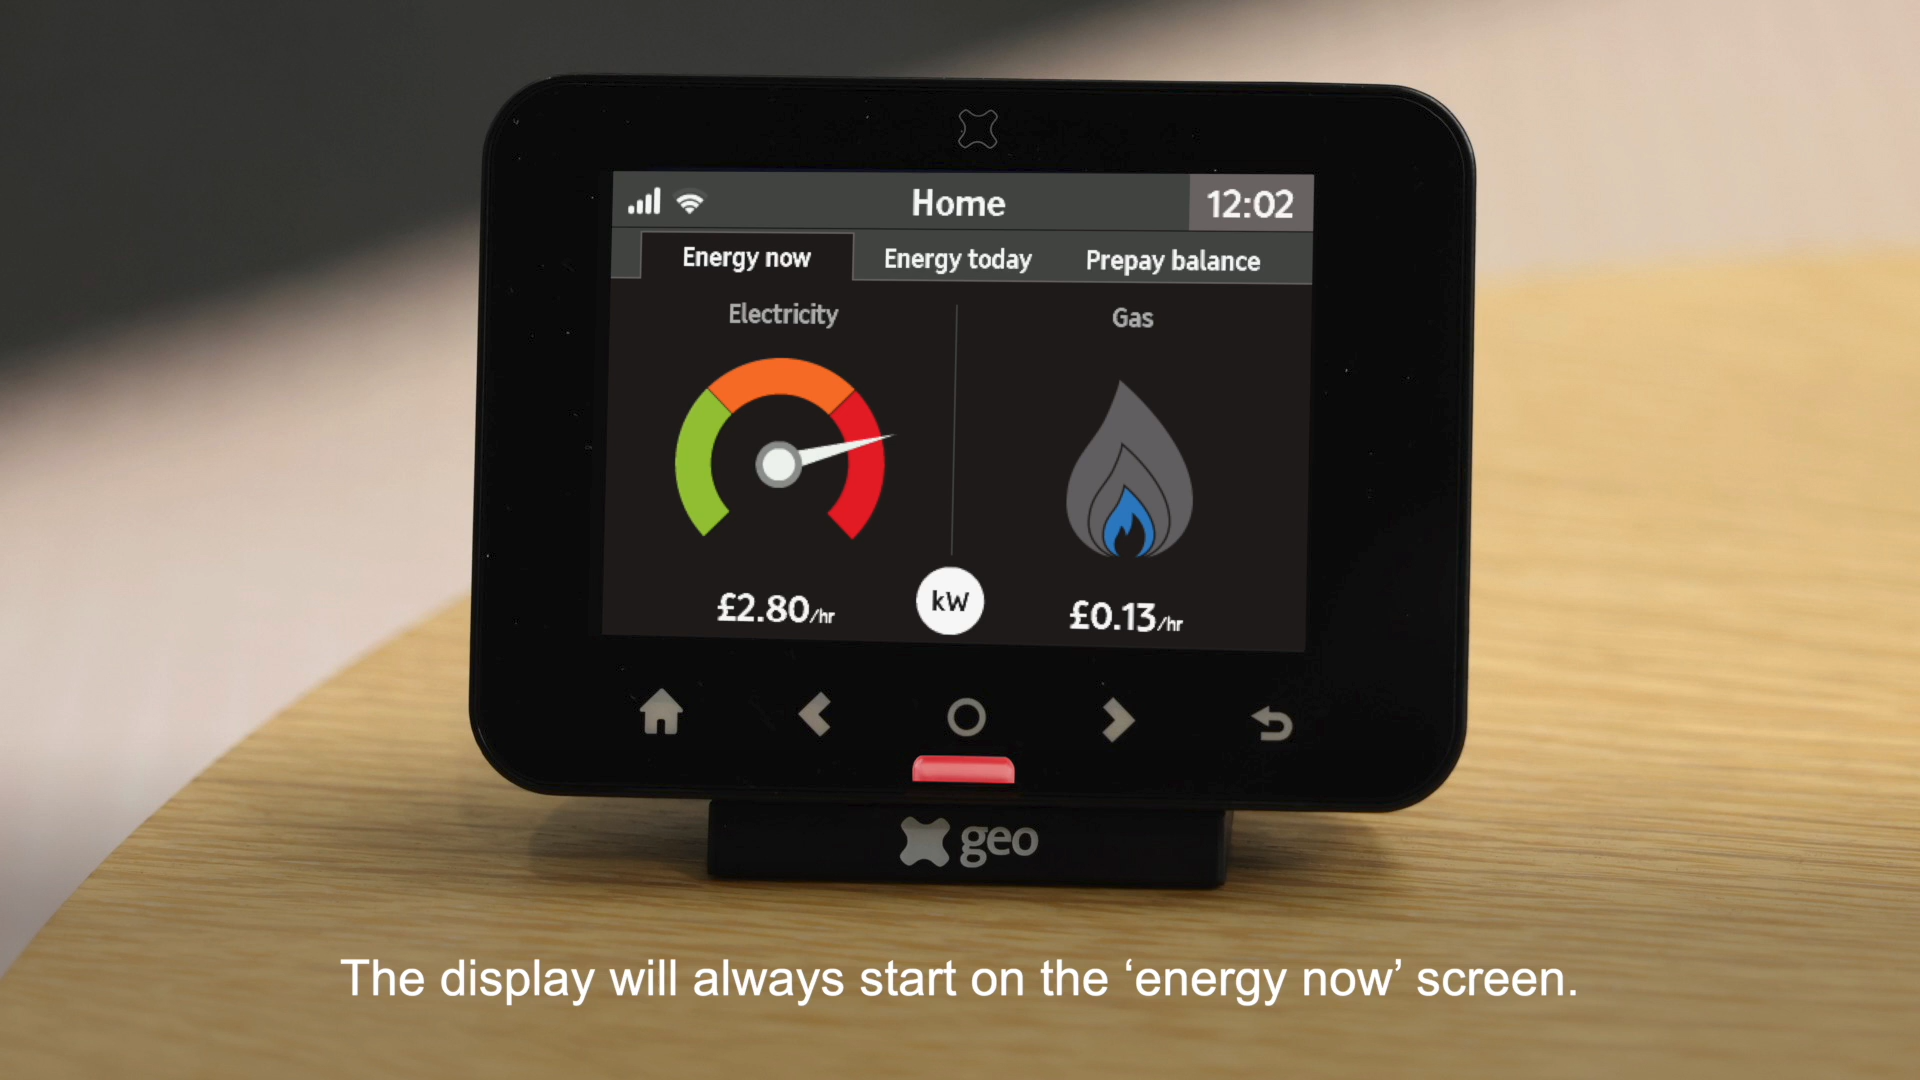 Home
12:02
Energy now
Energy today
Prepay balance
Electricity
Gas
£2.80/hr
kW
£0.13/hr
geo
The display will always start on the ‘energy now’ screen.